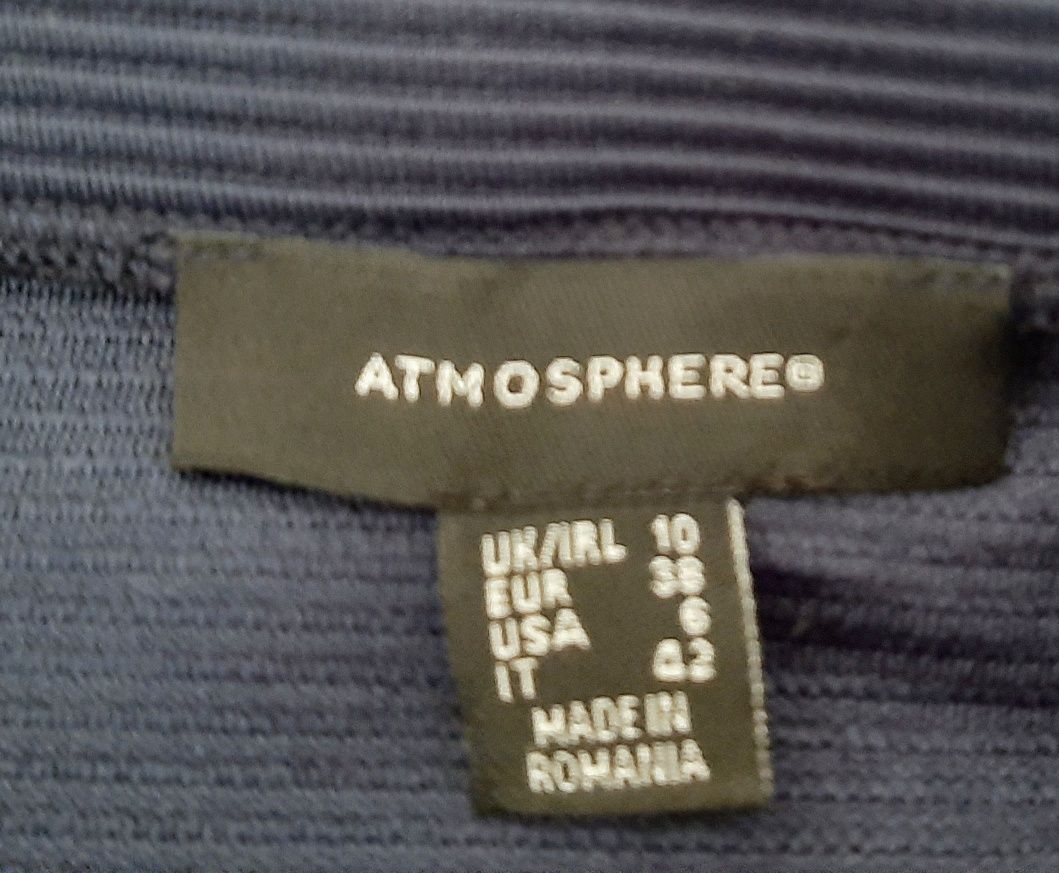 ATMOSPHERE®
UK/IRL 10
EUR 38
USA 6
IT 42
MADE IN
ROMANIA